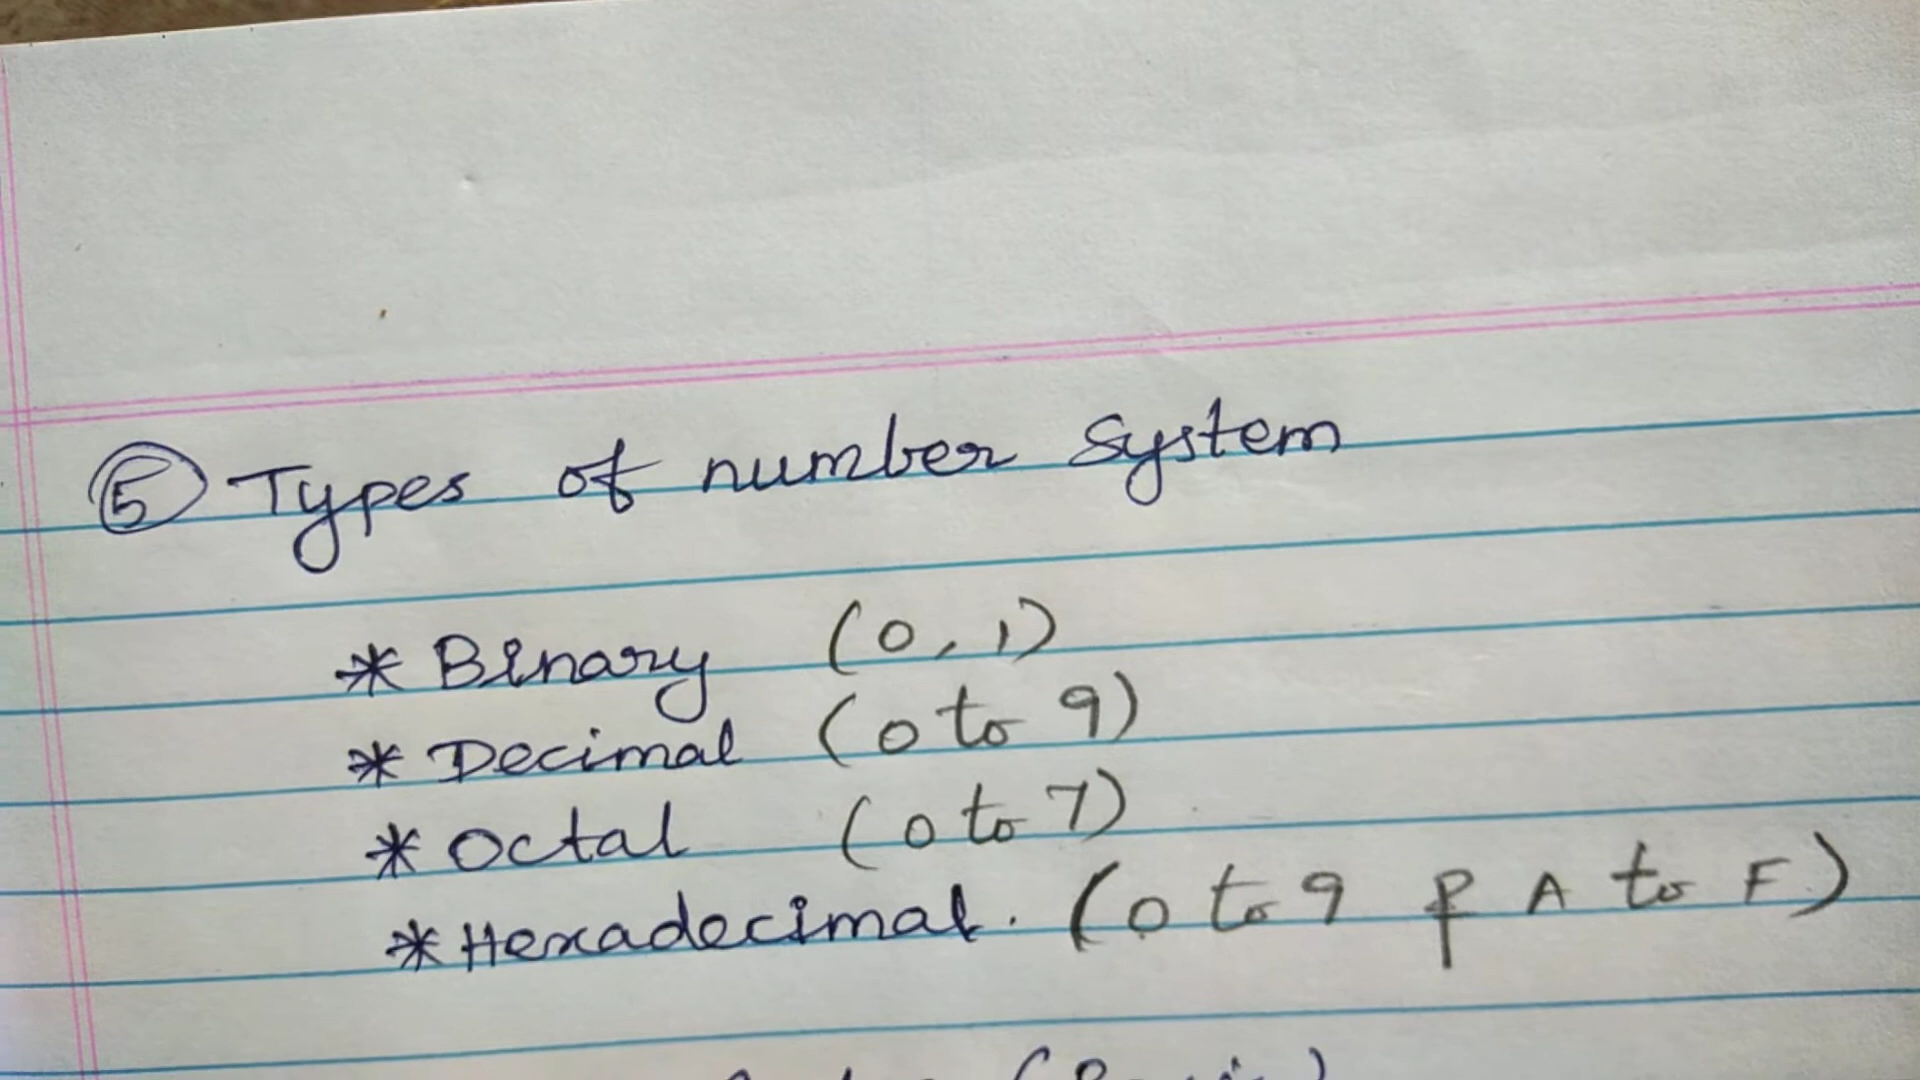 ⑤ Types of number System
* Binary (0, 1)
* Decimal (0 to 9)
* Octal (0 to 7)
* Hexadecimal. (0 to 9 & A to F)